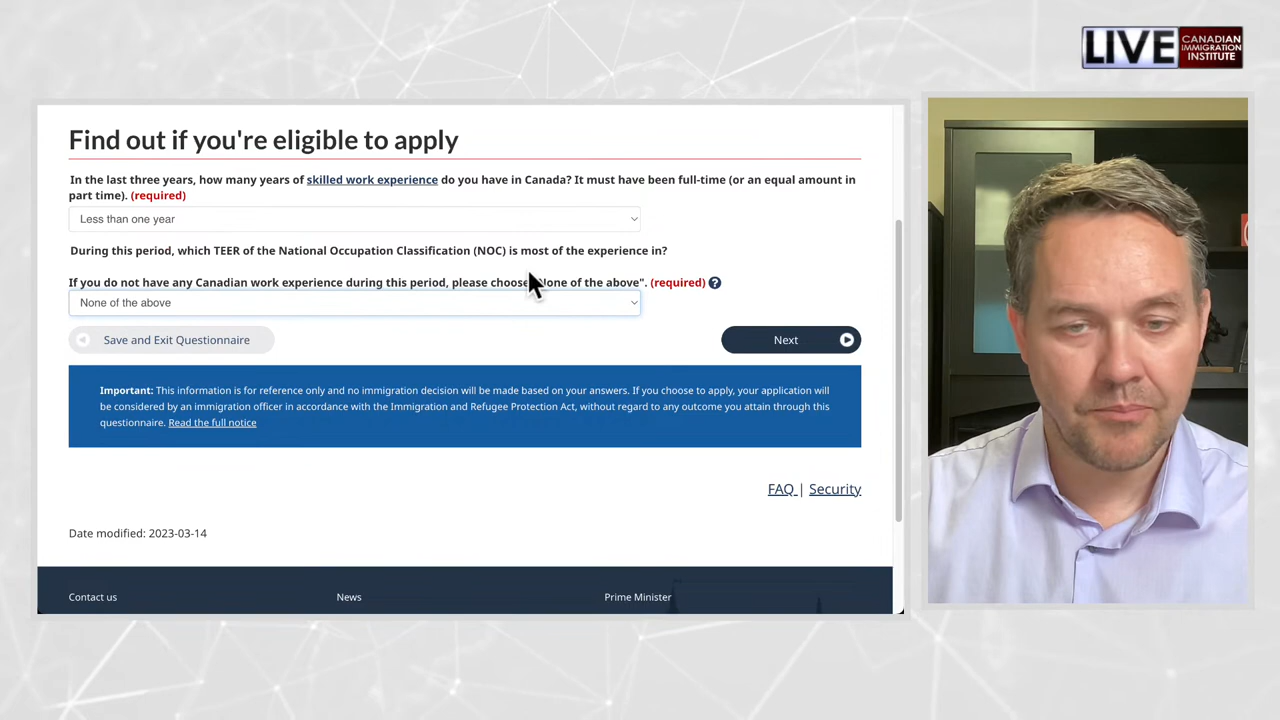 LIVE
CANADIAN
IMMIGRATION
INSTITUTE
Find out if you're eligible to apply
In the last three years, how many years of skilled work experience do you have in Canada? It must have been full-time (or an equal amount in
part time). (required)
Less than one year
During this period, which TEER of the National Occupation Classification (NOC) is most of the experience in?
If you do not have any Canadian work experience during this period, please choose "None of the above". (required) ?
None of the above
Save and Exit Questionnaire
Next
Important: This information is for reference only and no immigration decision will be made based on your answers. If you choose to apply, your application will
be considered by an immigration officer in accordance with the Immigration and Refugee Protection Act, without regard to any outcome you attain through this
questionnaire. Read the full notice
FAQ | Security
Date modified: 2023-03-14
Contact us
News
Prime Minister